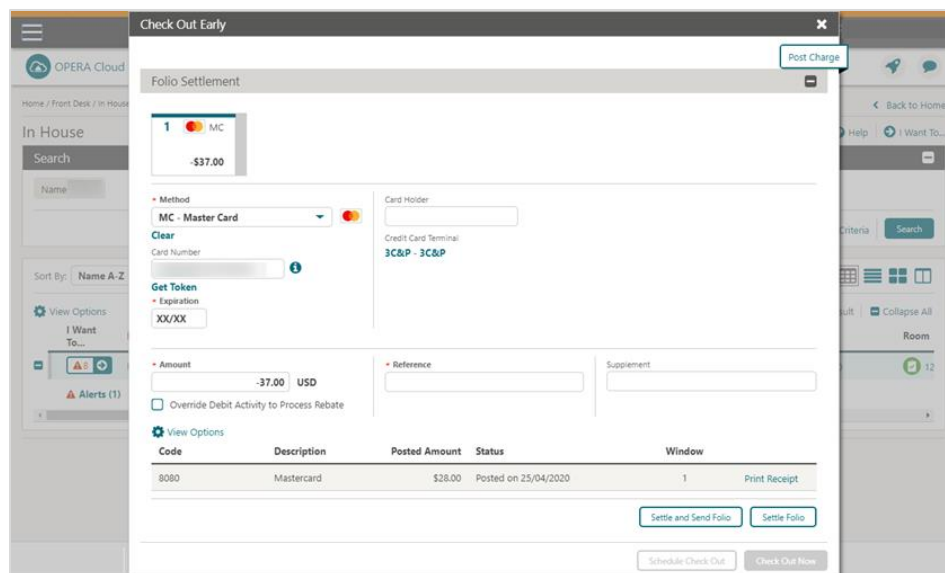 Check Out Early
Post Charge
OPERA Cloud
Folio Settlement
Home / Front Desk / In House
Back to Home
1 MC
In House
Help I Want To...
-$37.00
Search
Name
* Method
Card Holder
MC - Master Card
Clear
Credit Card Terminal
Criteria Search
Card Number
3C&P - 3C&P
Sort By: Name A-Z
Get Token
* Expiration
View Options
Collapse All
XX/XX
I Want To...
Room
* Amount
* Reference
Supplement
12
-37.00 USD
Alerts (1)
Override Debit Activity to Process Rebate
View Options
Code Description Posted Amount Status Window
8080 Mastercard $28.00 Posted on 25/04/2020 1 Print Receipt
Settle and Send Folio Settle Folio
Schedule Check Out Check Out Now